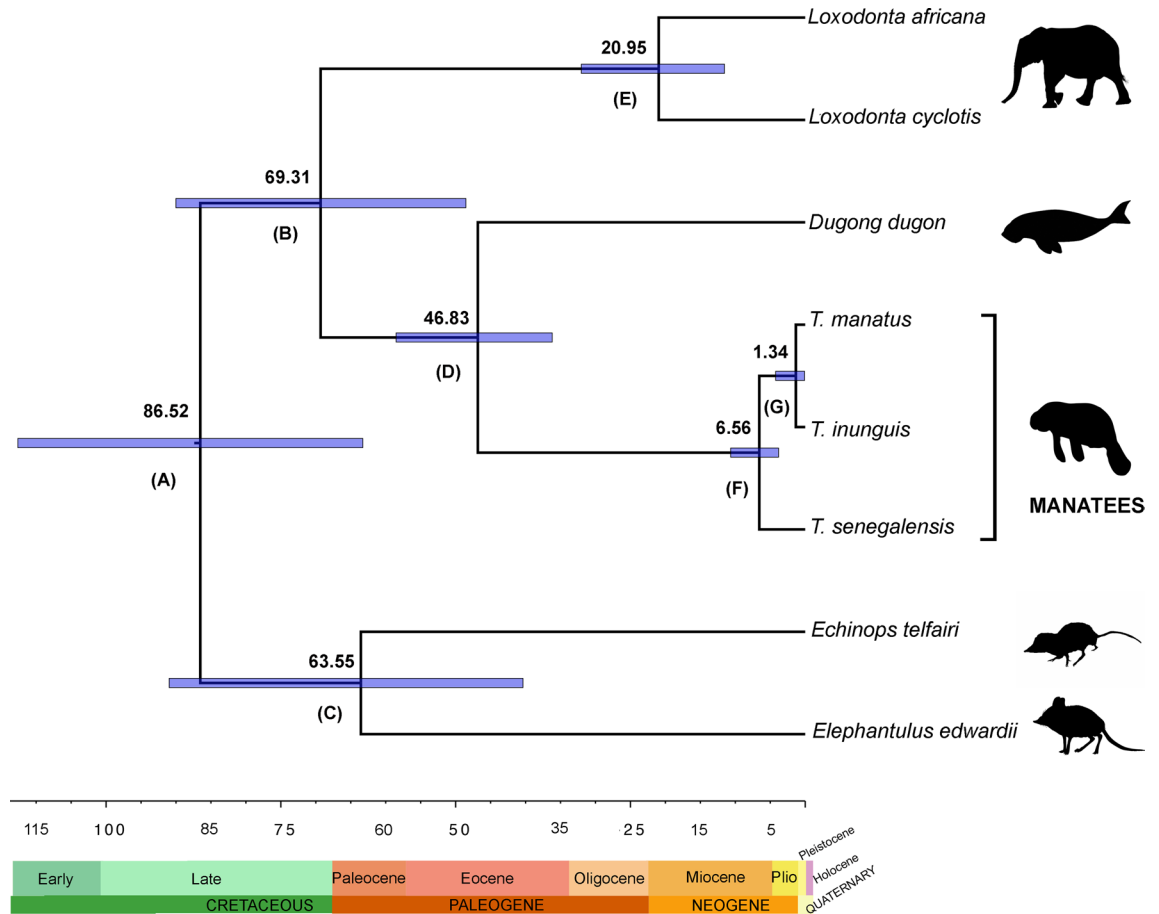 Loxodonta africana
20.95
(E)
Loxodonta cyclotis
69.31
(B)
Dugong dugon
46.83
(D)
T. manatus
1.34
(G)
T. inunguis
86.52
6.56
(A)
(F)
MANATEES
T. senegalensis
Echinops telfairi
63.55
(C)
Elephantulus edwardii
115 100 85 75 60 50 35 25 15 5
Pleistocene
Early Late Paleocene Eocene Oligocene Miocene Plio Holocene
CRETACEOUS PALEOGENE NEOGENE QUATERNARY